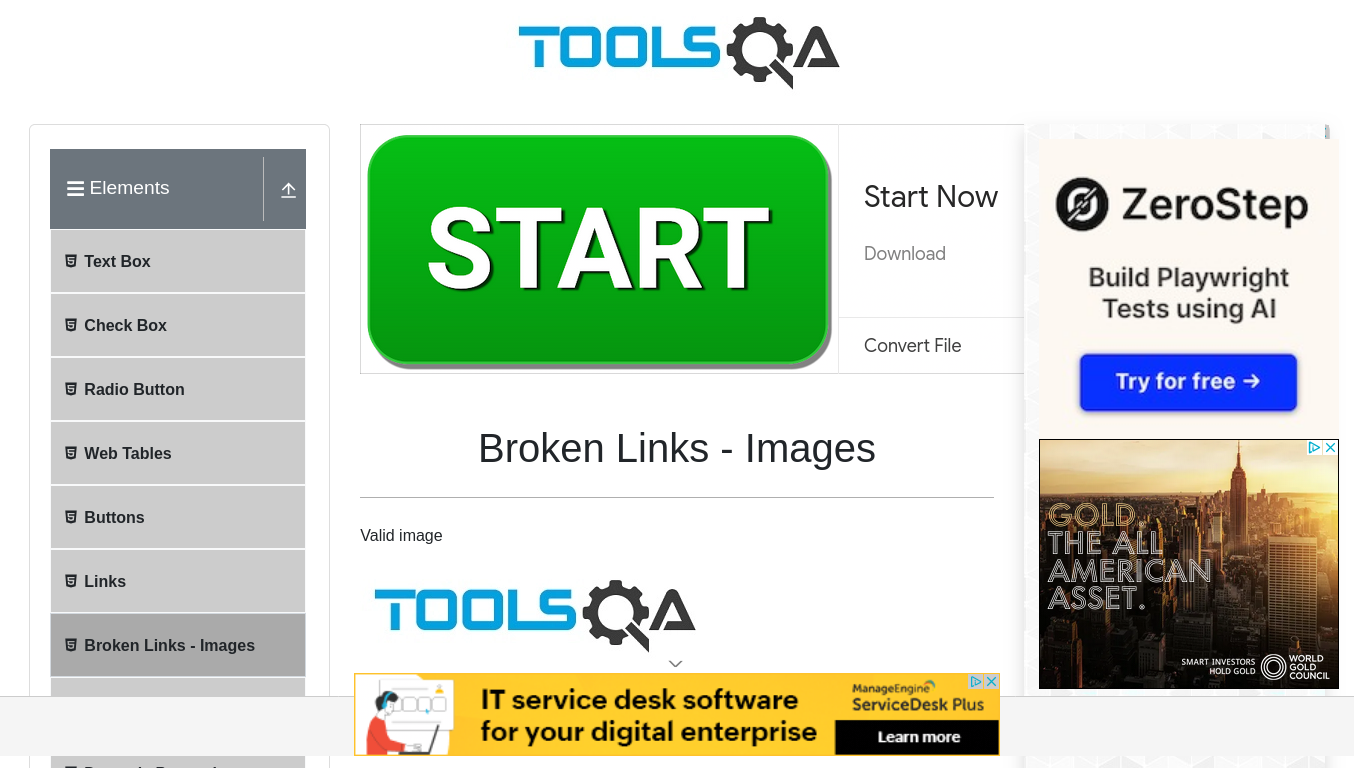 TOOLSQA
Elements
Text Box
Check Box
Radio Button
Web Tables
Buttons
Links
Broken Links - Images
START
Start Now
Download
Convert File
Broken Links - Images
Valid image
TOOLSQA
ZeroStep
Build Playwright
Tests using AI
Try for free →
GOLD.
THE ALL
AMERICAN
ASSET.
SMART INVESTORS
HOLD GOLD
WORLD
GOLD
COUNCIL
IT service desk software
for your digital enterprise
ManageEngine
ServiceDesk Plus
Learn more